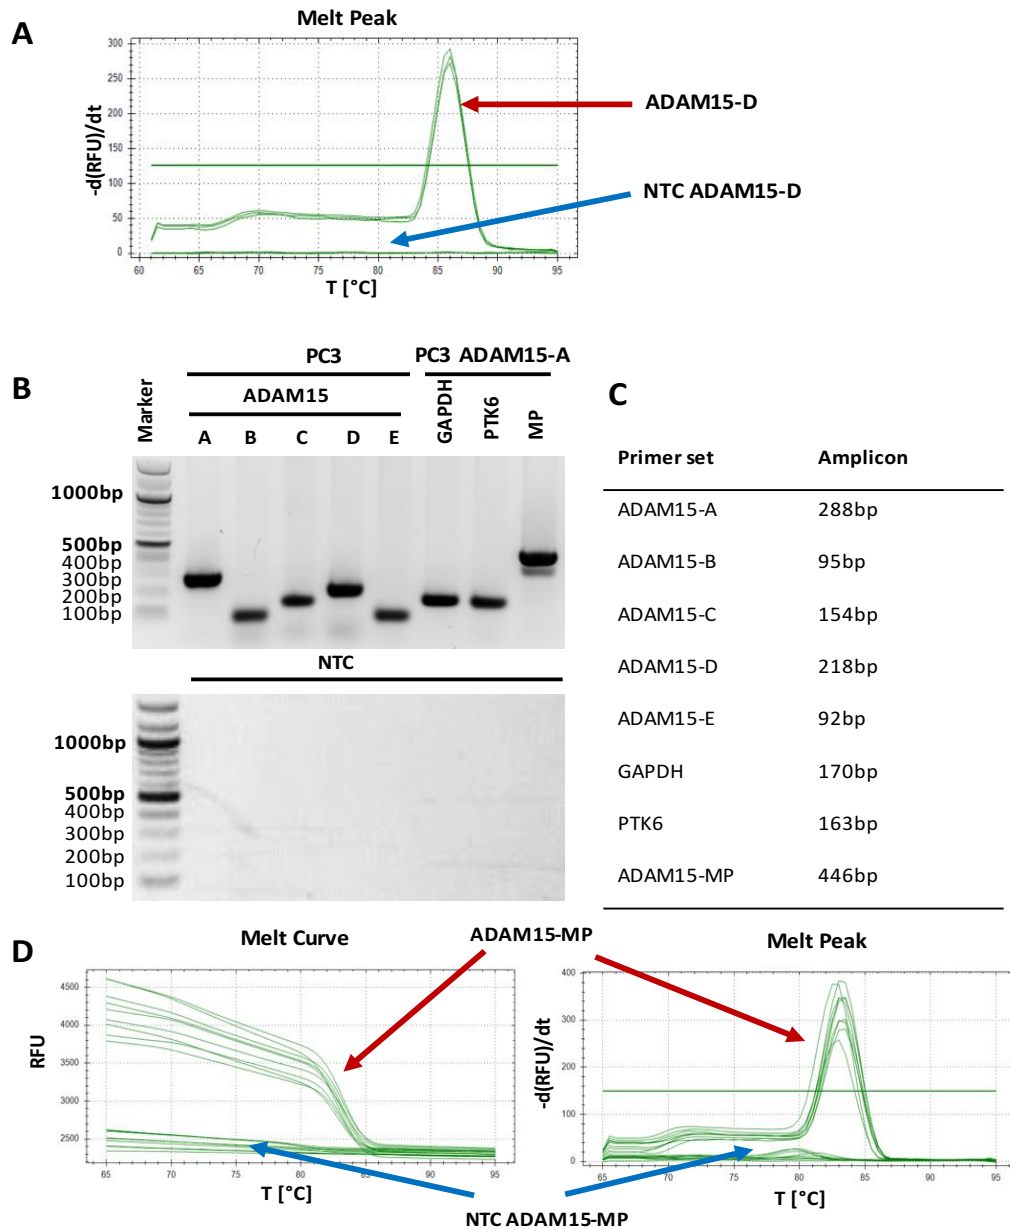 A
Melt Peak
-d(RFU)/dt
300
250
200
150
100
50
0
60 65 70 75 80 85 90 95
T [°C]
ADAM15-D
NTC ADAM15-D
B
Marker
PC3
ADAM15
A B C D E
PC3 ADAM15-A
GAPDH
PTK6
MP
1000bp
500bp
400bp
300bp
200bp
100bp
NTC
1000bp
500bp
400bp
300bp
200bp
100bp
C
Primer set Amplicon
ADAM15-A 288bp
ADAM15-B 95bp
ADAM15-C 154bp
ADAM15-D 218bp
ADAM15-E 92bp
GAPDH 170bp
PTK6 163bp
ADAM15-MP 446bp
D
Melt Curve
RFU
4500
4000
3500
3000
2500
65 70 75 80 85 90 95
T [°C]
ADAM15-MP
NTC ADAM15-MP
Melt Peak
-d(RFU)/dt
400
300
200
100
0
65 70 75 80 85 90 95
T [°C]